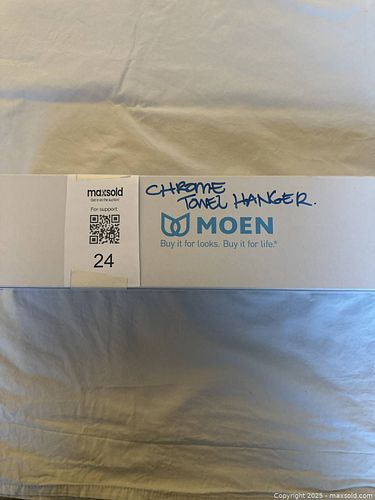 maxsold
For support:
24
CHROME
TOWEL HANGER.
MOEN
Buy it for looks. Buy it for life.®
Copyright 2025 - maxsold.com